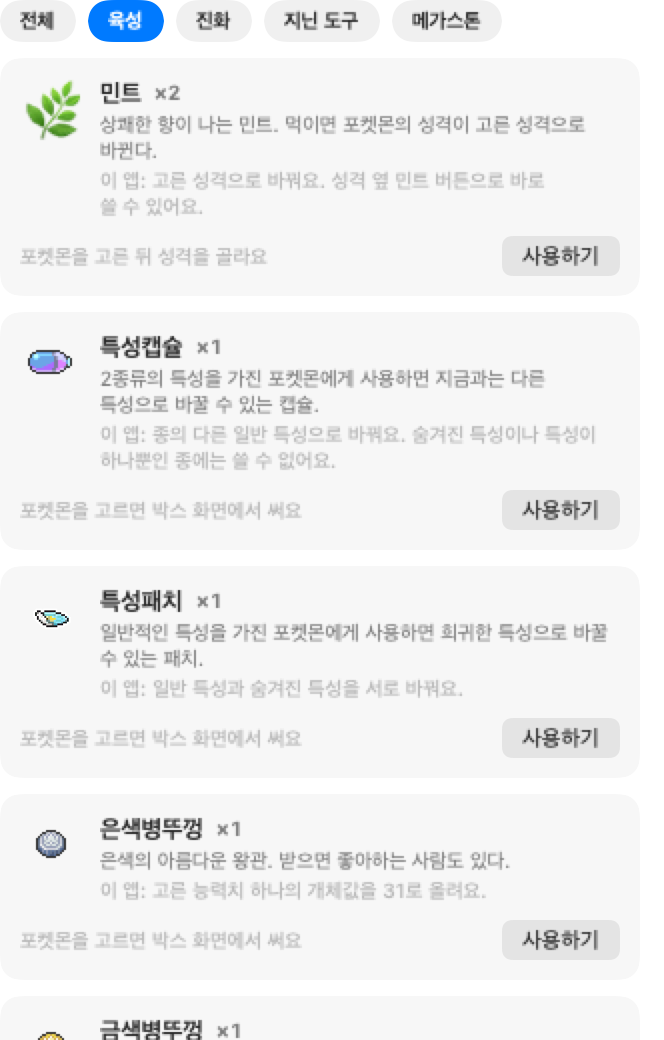 전체 육성 진화 지닌 도구 메가스톤
민트 ×2
상쾌한 향이 나는 민트. 먹이면 포켓몬의 성격이 고른 성격으로
바뀐다.
이 앱: 고른 성격으로 바꿔요. 성격 옆 민트 버튼으로 바로
쓸 수 있어요.
포켓몬을 고른 뒤 성격을 골라요 사용하기
특성캡슐 ×1
2종류의 특성을 가진 포켓몬에게 사용하면 지금과는 다른
특성으로 바꿀 수 있는 캡슐.
이 앱: 종의 다른 일반 특성으로 바꿔요. 숨겨진 특성이나 특성이
하나뿐인 종에는 쓸 수 없어요.
포켓몬을 고르면 박스 화면에서 써요 사용하기
특성패치 ×1
일반적인 특성을 가진 포켓몬에게 사용하면 희귀한 특성으로 바꿀
수 있는 패치.
이 앱: 일반 특성과 숨겨진 특성을 서로 바꿔요.
포켓몬을 고르면 박스 화면에서 써요 사용하기
은색병뚜껑 ×1
은색의 아름다운 왕관. 받으면 좋아하는 사람도 있다.
이 앱: 고른 능력치 하나의 개체값을 31로 올려요.
포켓몬을 고르면 박스 화면에서 써요 사용하기
금색병뚜껑 ×1